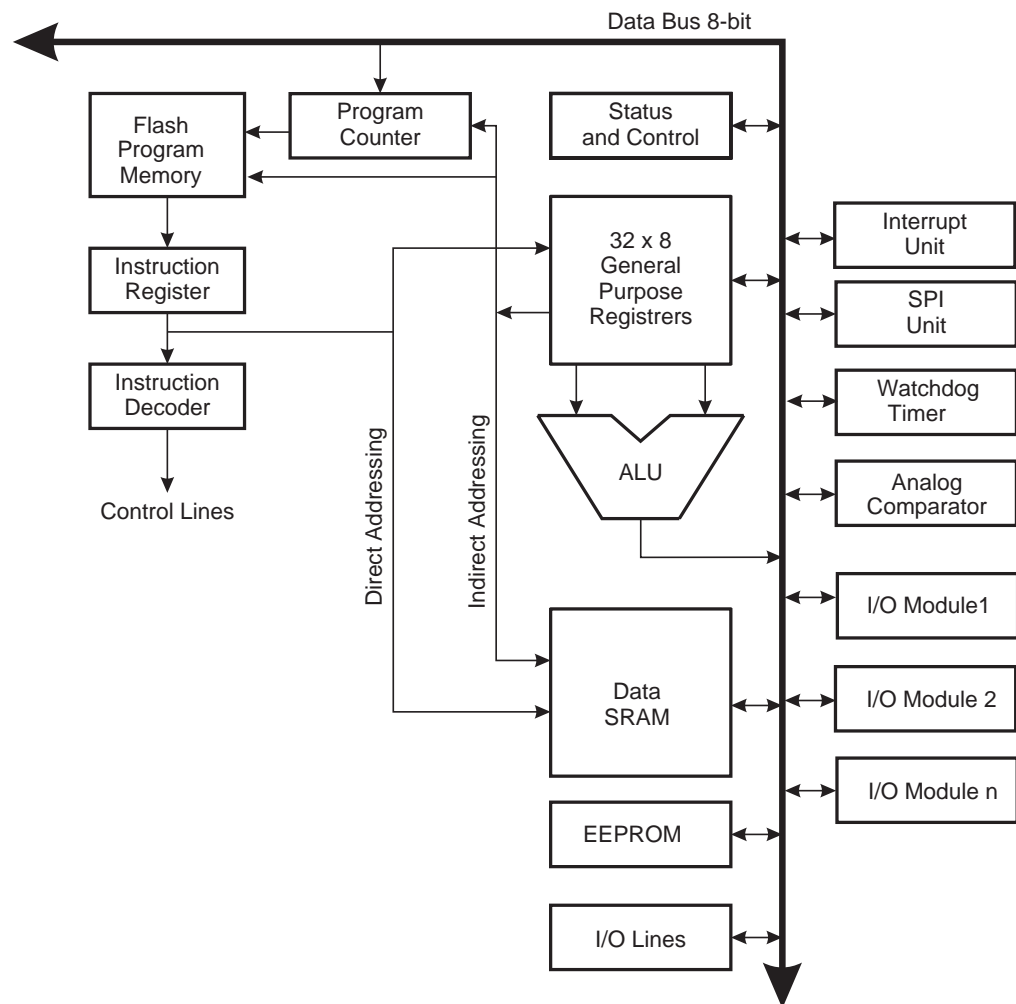 Data Bus 8-bit
Flash
Program
Memory
Program
Counter
Status
and Control
32 x 8
General
Purpose
Registrers
Instruction
Register
Instruction
Decoder
Control Lines
Direct Addressing
Indirect Addressing
ALU
Data
SRAM
EEPROM
I/O Lines
Interrupt
Unit
SPI
Unit
Watchdog
Timer
Analog
Comparator
I/O Module1
I/O Module 2
I/O Module n